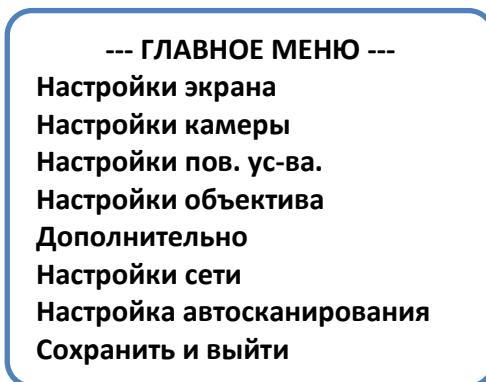 --- ГЛАВНОЕ МЕНЮ ---
Настройки экрана
Настройки камеры
Настройки пов. ус-ва.
Настройки объектива
Дополнительно
Настройки сети
Настройка автосканирования
Сохранить и выйти